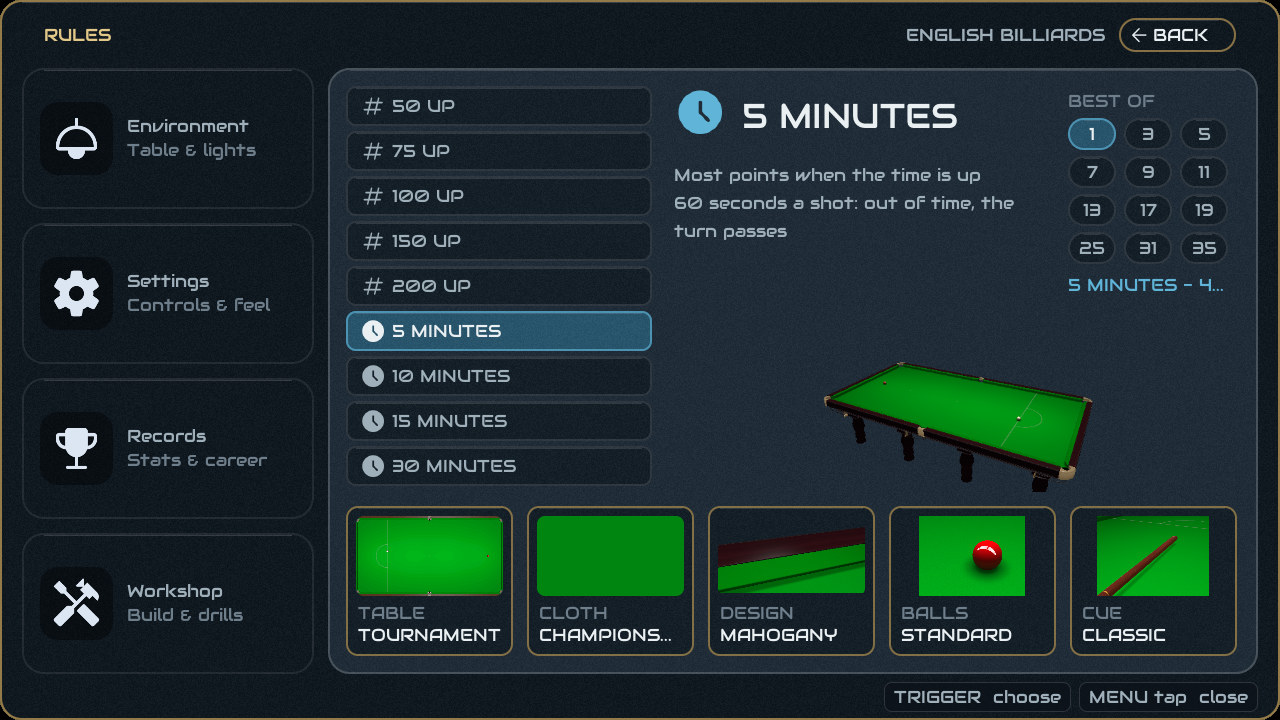 RULES
ENGLISH BILLIARDS
← BACK
Environment
Table & lights
Settings
Controls & feel
Records
Stats & career
Workshop
Build & drills
# 50 UP
# 75 UP
# 100 UP
# 150 UP
# 200 UP
5 MINUTES
10 MINUTES
15 MINUTES
30 MINUTES
5 MINUTES
Most points when the time is up
60 seconds a shot: out of time, the
turn passes
BEST OF
1 3 5
7 9 11
13 17 19
25 31 35
5 MINUTES - 4...
TABLE
TOURNAMENT
CLOTH
CHAMPIONS...
DESIGN
MAHOGANY
BALLS
STANDARD
CUE
CLASSIC
TRIGGER choose
MENU tap close